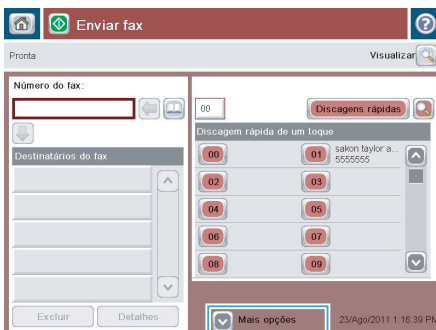 Enviar fax
Pronta
Visualizar
Número do fax:
00
Discagens rápidas
Discagem rápida de um toque
Destinatários do fax
00
01 sakon taylor a...
5555555
02
03
04
05
06
07
08
09
Excluir
Detalhes
Mais opções
23/Ago/2011 1:16:39 PM